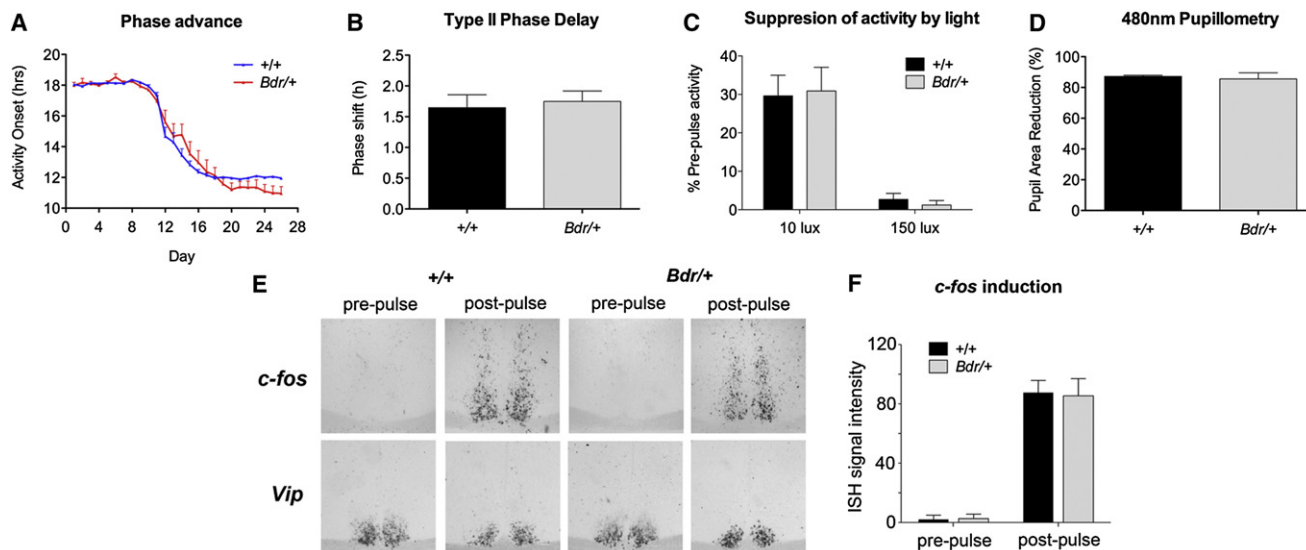 A
Phase advance
Activity Onset (hrs)
20
18
16
14
12
10
0 4 8 12 16 20 24 28
Day
+/+
Bdr/+
B
Type II Phase Delay
Phase shift (h)
2.5
2.0
1.5
1.0
0.5
0.0
+/+ Bdr/+
C
Suppresion of activity by light
% Pre-pulse activity
40
30
20
10
0
10 lux 150 lux
+/+
Bdr/+
D
480nm Pupillometry
Pupil Area Reduction (%)
100
80
60
40
20
0
+/+ Bdr/+
E
+/+ Bdr/+
pre-pulse post-pulse pre-pulse post-pulse
c-fos
Vip
F
c-fos induction
ISH signal intensity
120
80
40
0
pre-pulse post-pulse
+/+
Bdr/+